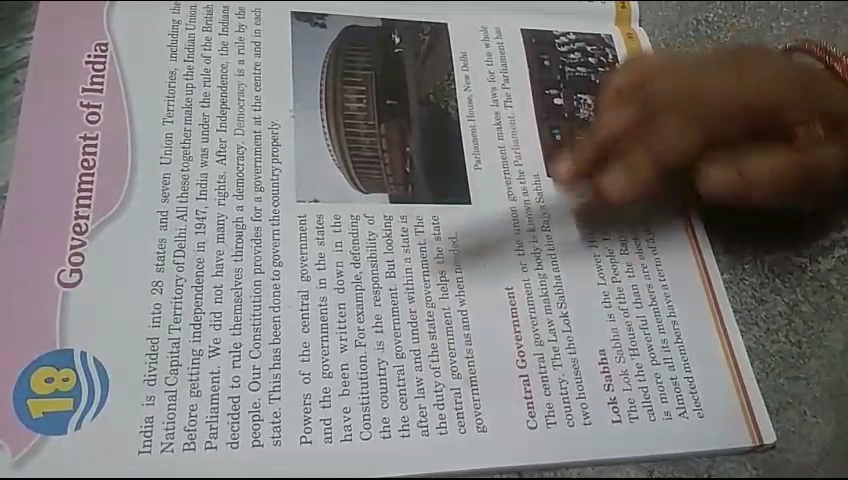 18
Government of India
India is divided into 28 states and seven Union Territories, including the
National Capital Territory of Delhi. All these together make up the Indian Union.
Before getting independence in 1947, India was under the rule of the British
Parliament. We did not have many rights. After Independence, the Indians
decided to rule themselves through a democracy. Democracy is a rule by the
people. Our Constitution provides for a government at the centre and in each
state. This has been done to govern the country properly.
Powers of the central government
and the governments in the states
have been written down in the
Constitution. For example, defending
the country is the responsibility of
the central government. But looking
after law and under within a state is
the duty of the state government. The
central government helps the state
governments as and when
Parliament House, New Delhi
Central Government
The central government or the union government makes laws for the whole
country. The Law making body is known as the Parliament. The Parliament has
two houses the Lok Sabha and the Rajya Sabha.
Lok Sabha
The Lok Sabha is the Lower
called the 'House of the People'
is more powerful than the
Almost all its members are
elected members have a term of 5